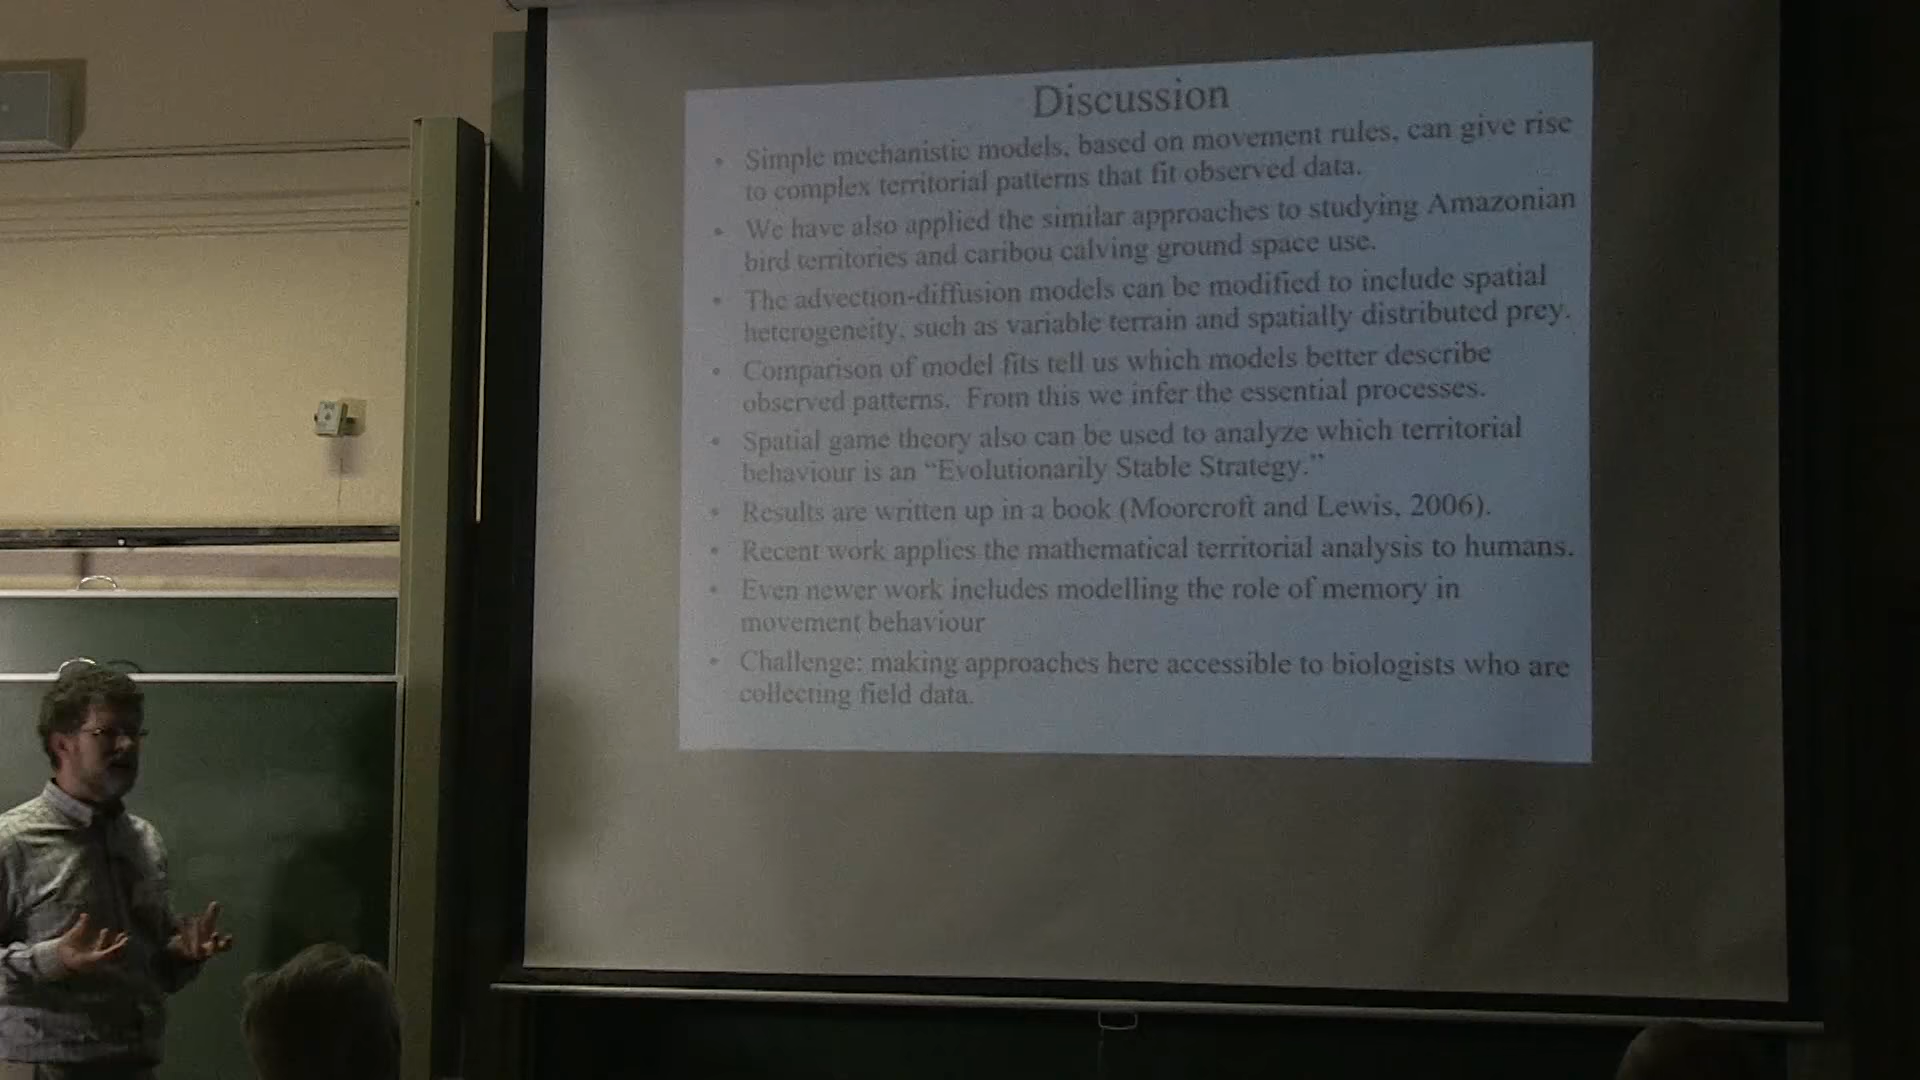 Discussion
• Simple mechanistic models, based on movement rules, can give rise
to complex territorial patterns that fit observed data.
• We have also applied the similar approaches to studying Amazonian
bird territories and caribou calving ground space use.
• The advection-diffusion models can be modified to include spatial
heterogeneity, such as variable terrain and spatially distributed prey.
• Comparison of model fits tell us which models better describe
observed patterns. From this we infer the essential processes.
• Spatial game theory also can be used to analyze which territorial
behaviour is an “Evolutionarily Stable Strategy.”
• Results are written up in a book (Moorcroft and Lewis, 2006).
• Recent work applies the mathematical territorial analysis to humans.
• Even newer work includes modelling the role of memory in
movement behaviour
• Challenge: making approaches here accessible to biologists who are
collecting field data.